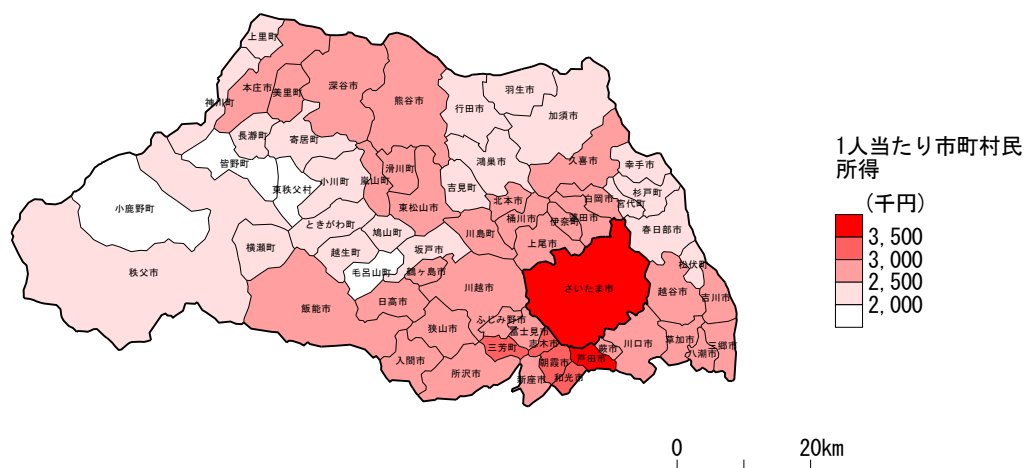 上里町
本庄市
美里町
深谷市
熊谷市
神川町
行田市
羽生市
加須市
長瀞町
寄居町
皆野町
東秩父村
小川町
嵐山町
滑川町
吉見町
鴻巣市
久喜市
幸手市
杉戸町
宮代町
白岡市
小鹿野町
東松山市
北本市
桶川市
伊奈町
蓮田市
春日部市
ときがわ町
鳩山町
川島町
上尾市
横瀬町
越生町
坂戸市
毛呂山町
鶴ヶ島市
松伏町
秩父市
飯能市
日高市
川越市
さいたま市
越谷市
吉川市
狭山市
ふじみ野市
富士見市
志木市
三芳町
入間市
所沢市
新座市
朝霞市
和光市
戸田市
蕨市
川口市
草加市
八潮市
三郷市
1人当たり市町村民
所得
(千円)
3,500
3,000
2,500
2,000
0 20km